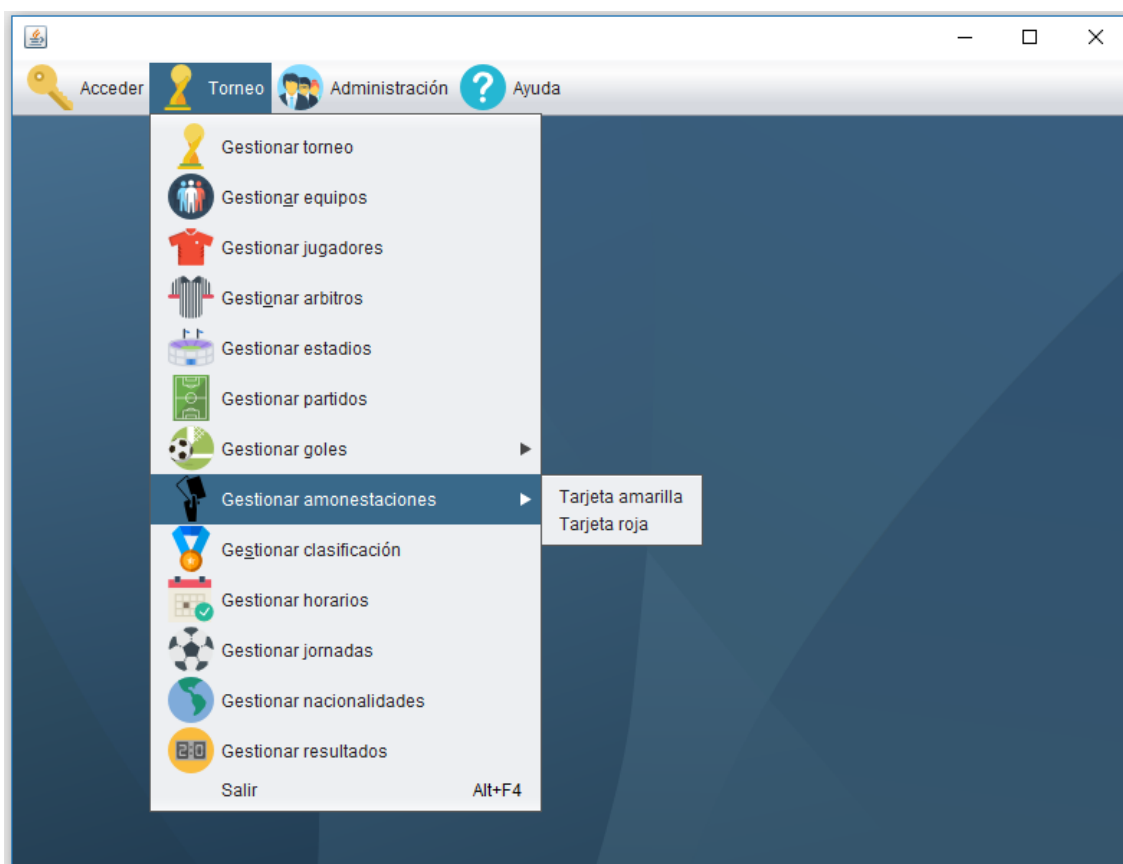 Acceder Torneo Administración ? Ayuda
Gestionar torneo
Gestionar equipos
Gestionar jugadores
Gestionar arbitros
Gestionar estadios
Gestionar partidos
Gestionar goles
Gestionar amonestaciones
Tarjeta amarilla
Tarjeta roja
Gestionar clasificación
Gestionar horarios
Gestionar jornadas
Gestionar nacionalidades
2:0 Gestionar resultados
Salir Alt+F4